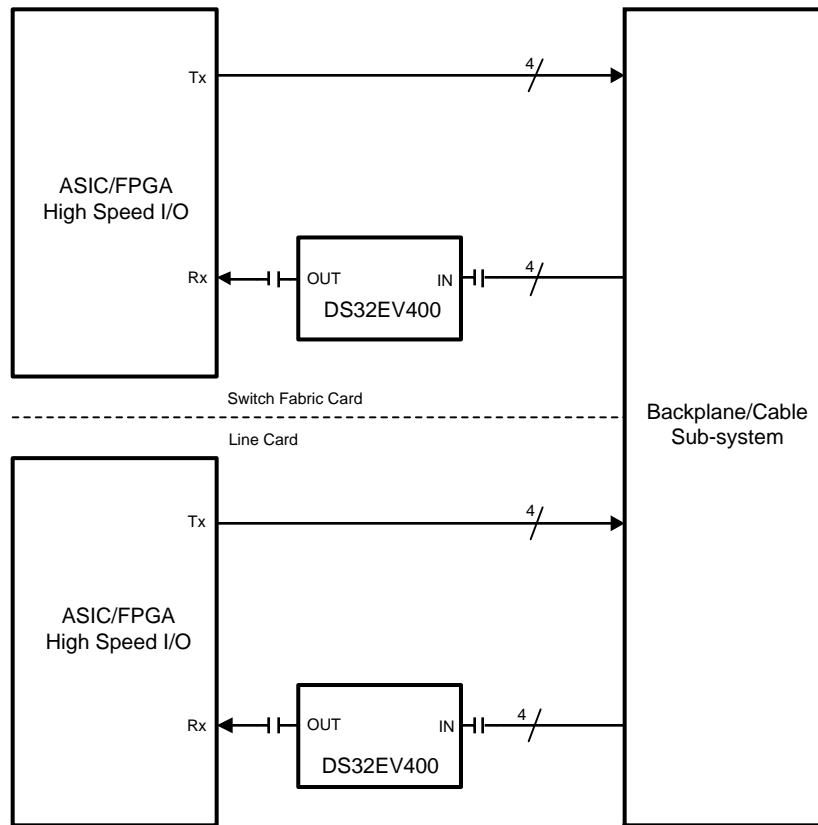 Tx
4
ASIC/FPGA
High Speed I/O
Rx
OUT
IN
4
DS32EV400
Switch Fabric Card
Line Card
Backplane/Cable
Sub-system
Tx
4
ASIC/FPGA
High Speed I/O
Rx
OUT
IN
4
DS32EV400